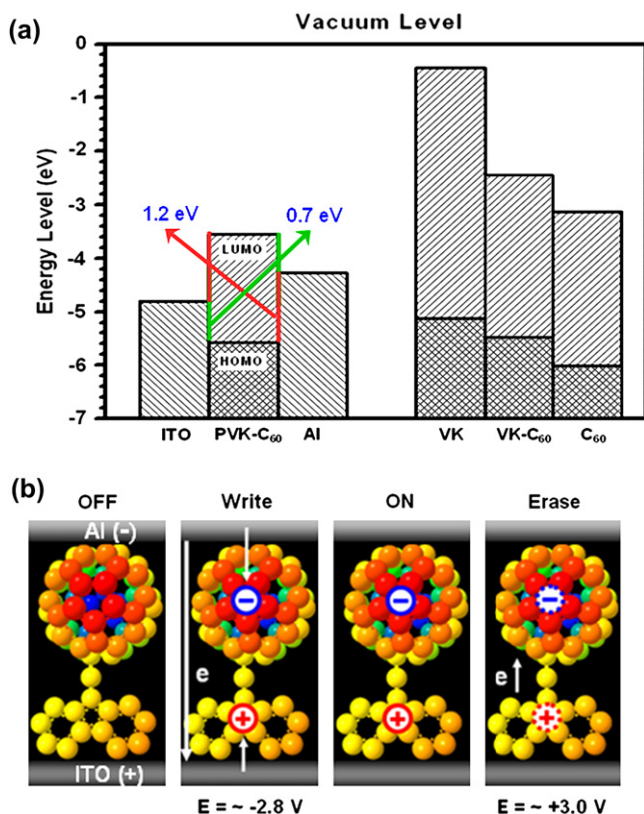 (a)
Vacuum Level
Energy Level (eV)
0
-1
-2
-3
-4
-5
-6
-7
1.2 eV
0.7 eV
LUMO
HOMO
ITO PVK-C60 Al VK VK-C60 C60
(b)
OFF Write ON Erase
Al (-)
− − −
e e
+ + +
ITO (+)
E = ~ -2.8 V E = ~ +3.0 V